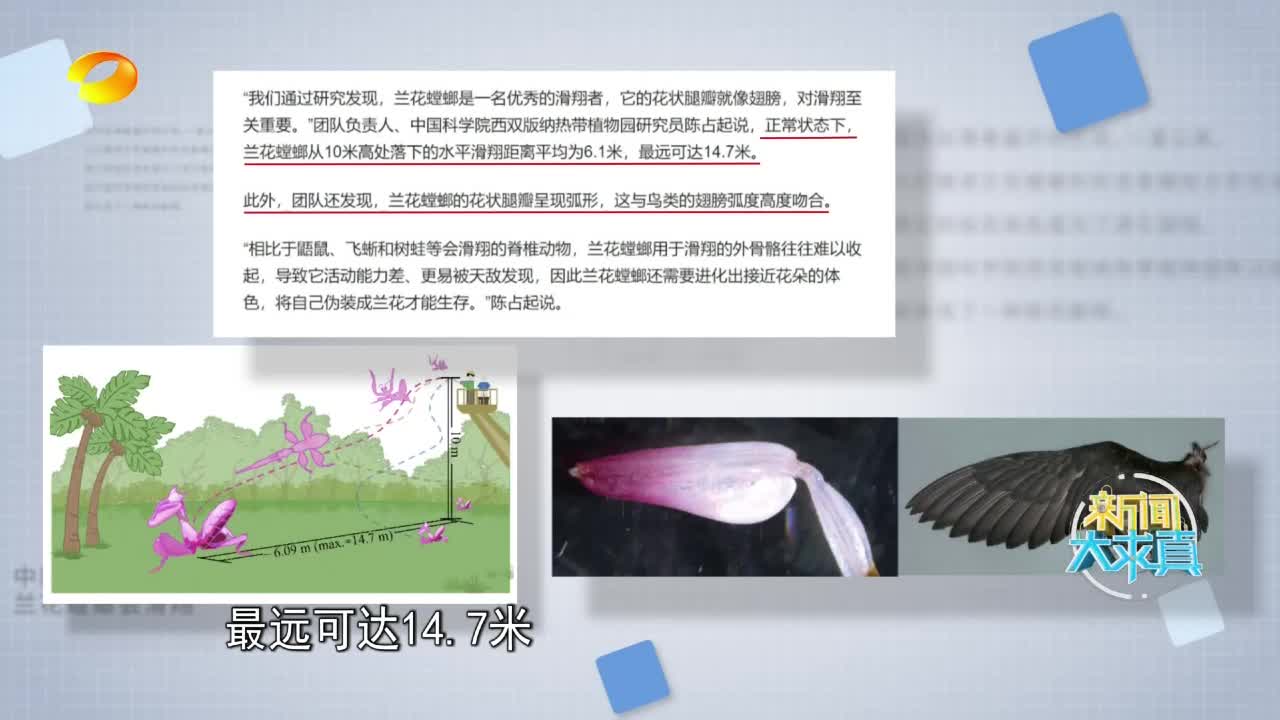 “我们通过研究发现，兰花螳螂是一名优秀的滑翔者，它的花状腿瓣就像翅膀，对滑翔至
关重要。”团队负责人、中国科学院西双版纳热带植物园研究员陈占起说，正常状态下，
兰花螳螂从10米高处落下的水平滑翔距离平均为6.1米，最远可达14.7米。
此外，团队还发现，兰花螳螂的花状腿瓣呈现弧形，这与鸟类的翅膀弧度高度吻合。
“相比于鼯鼠、飞蜥和树蛙等会滑翔的脊椎动物，兰花螳螂用于滑翔的外骨骼往往难以收
起，导致它活动能力差、更易被天敌发现，因此兰花螳螂还需要进化出接近花朵的体
色，将自己伪装成兰花才能生存。”陈占起说。
10 m
6.09 m (max.=14.7 m)
新闻
大求真
最远可达14.7米